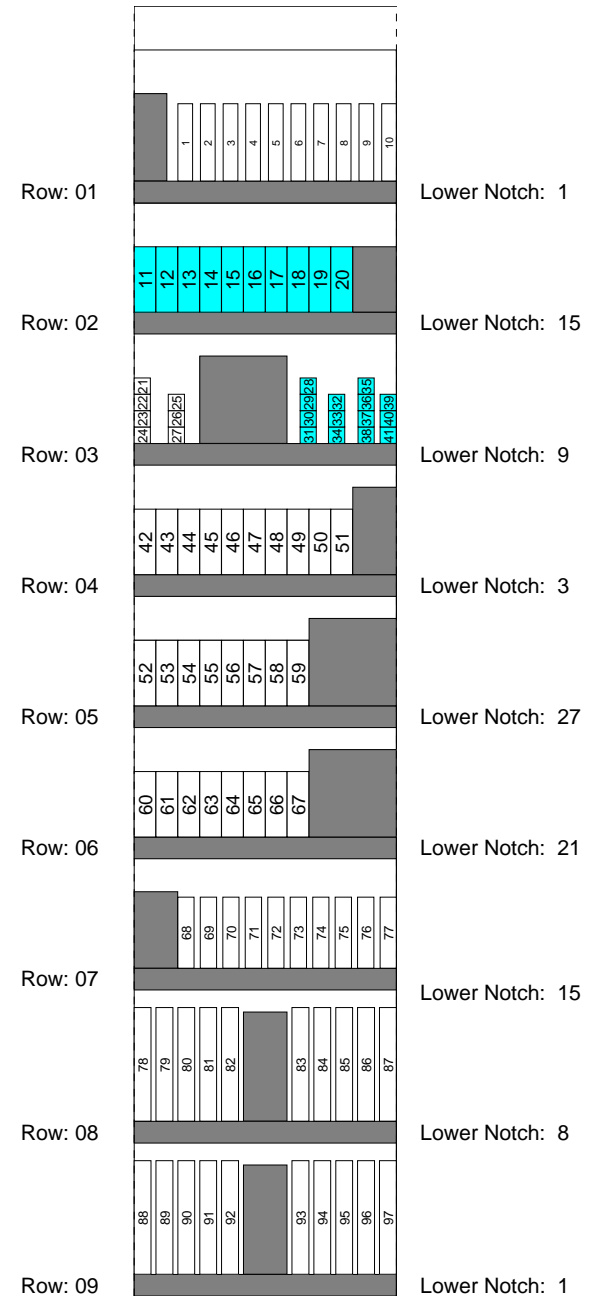 1 2 3 4 5 6 7 8 9 10
Row: 01 Lower Notch: 1
11 12 13 14 15 16 17 18 19 20
Row: 02 Lower Notch: 15
21 28 35
22 25 29 32 36 39
23 26 30 33 37 40
24 27 31 34 38 41
Row: 03 Lower Notch: 9
42 43 44 45 46 47 48 49 50 51
Row: 04 Lower Notch: 3
52 53 54 55 56 57 58 59
Row: 05 Lower Notch: 27
60 61 62 63 64 65 66 67
Row: 06 Lower Notch: 21
68 69 70 71 72 73 74 75 76 77
Row: 07 Lower Notch: 15
78 79 80 81 82 83 84 85 86 87
Row: 08 Lower Notch: 8
88 89 90 91 92 93 94 95 96 97
Row: 09 Lower Notch: 1